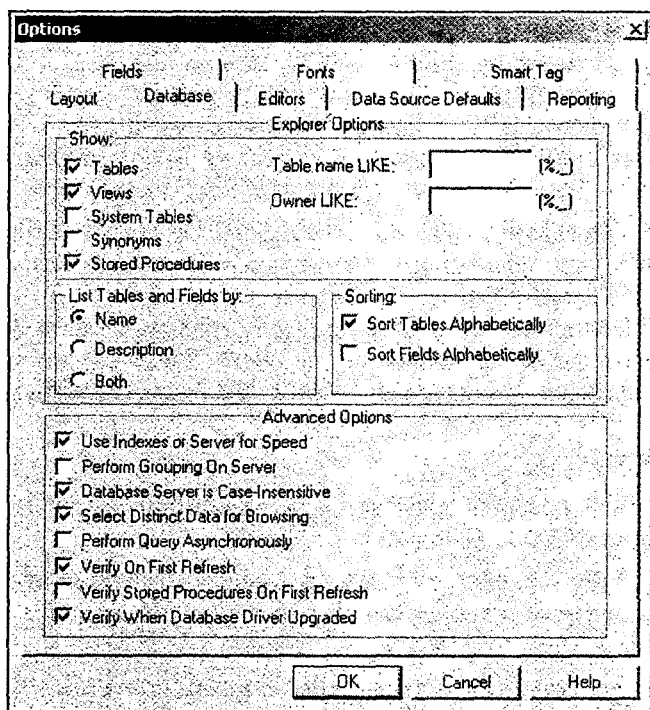 Options
Fields Fonts Smart Tag
Layout Database Editors Data Source Defaults Reporting
Explorer Options
Show:
Tables Table name LIKE: (%,_)
Views Owner LIKE: (%,_)
System Tables
Synonyms
Stored Procedures
List Tables and Fields by: Sorting:
Name Sort Tables Alphabetically
Description Sort Fields Alphabetically
Both
Advanced Options
Use Indexes or Server for Speed
Perform Grouping On Server
Database Server is Case-Insensitive
Select Distinct Data for Browsing
Perform Query Asynchronously
Verify On First Refresh
Verify Stored Procedures On First Refresh
Verify When Database Driver Upgraded
OK Cancel Help